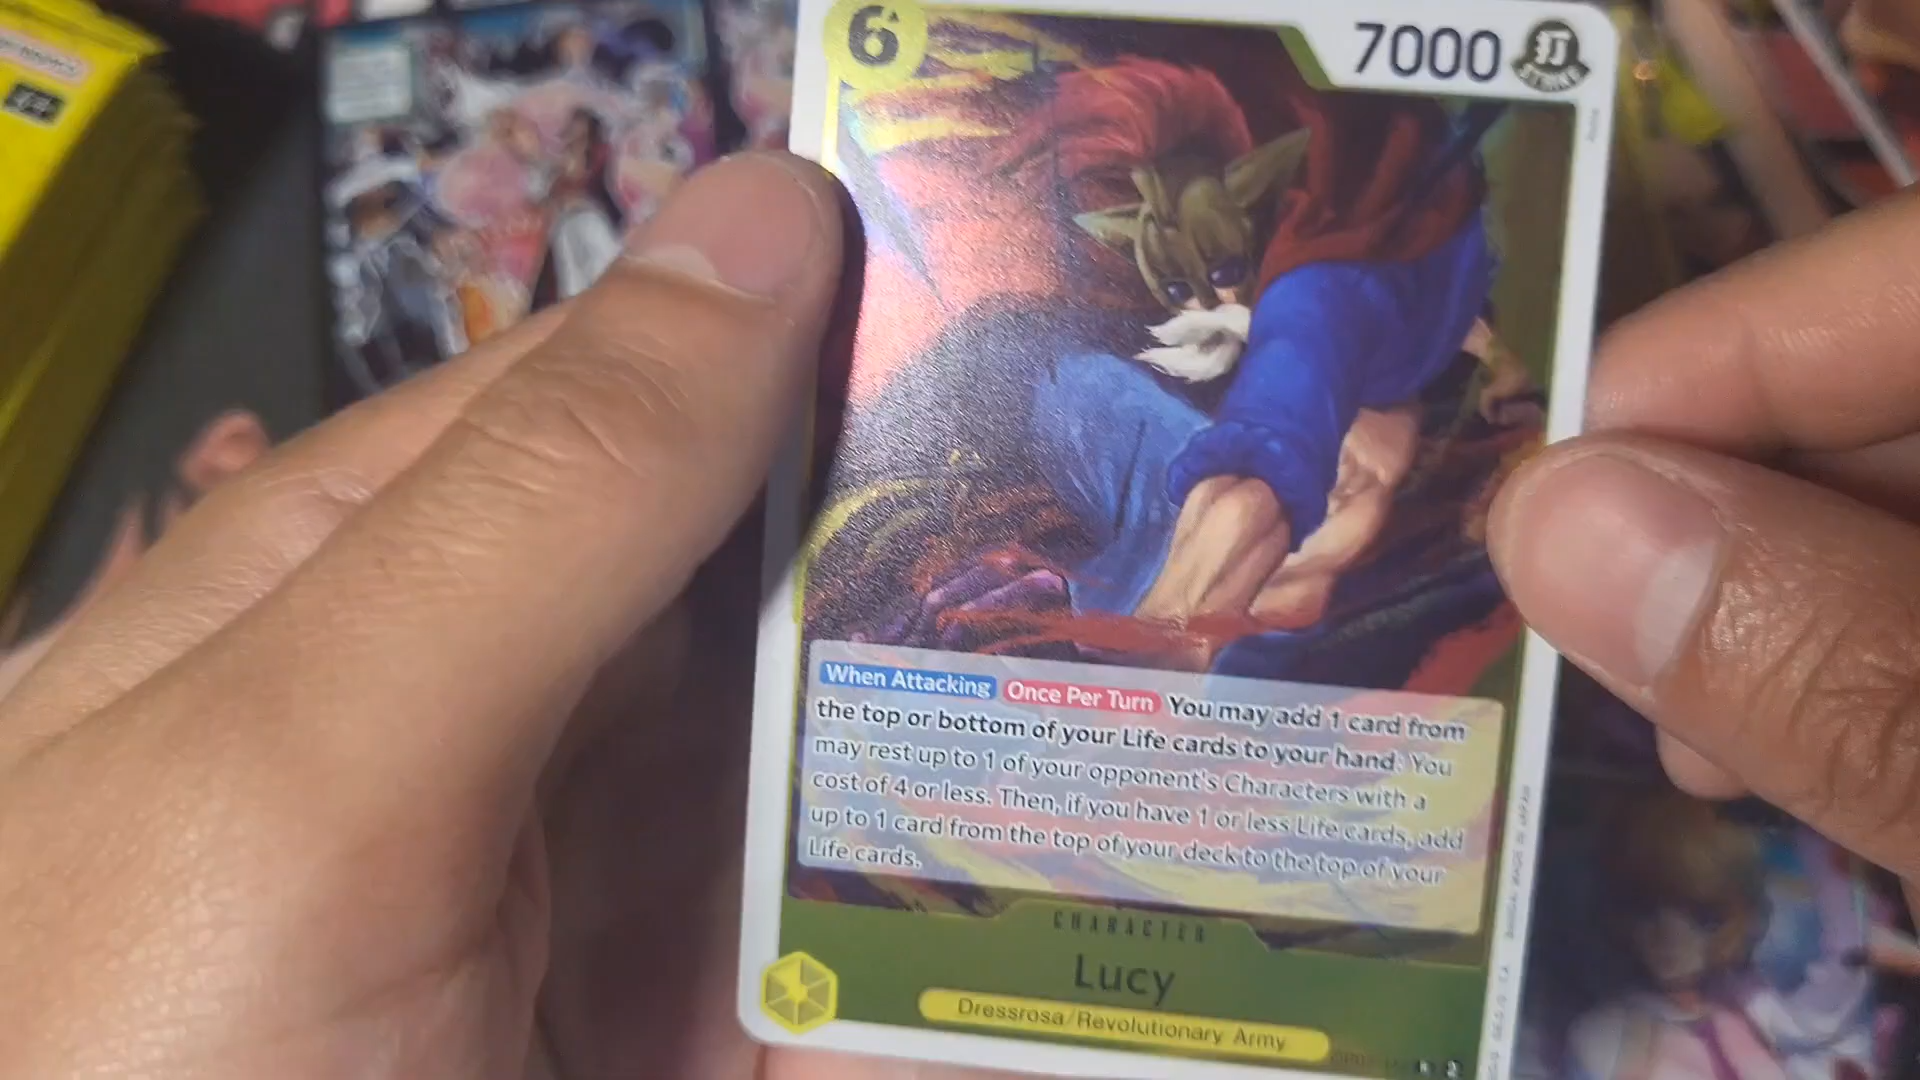 6
7000
打
STRIKE
When Attacking Once Per Turn You may add 1 card from
the top or bottom of your Life cards to your hand: You
may rest up to 1 of your opponent's Characters with a
cost of 4 or less. Then, if you have 1 or less Life cards, add
up to 1 card from the top of your deck to the top of your
Life cards.
CHARACTER
Lucy
Dressrosa/Revolutionary Army